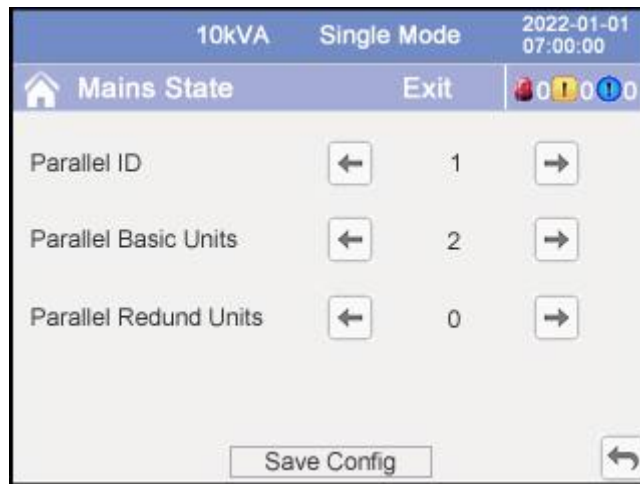 10kVA Single Mode 2022-01-01
07:00:00
Mains State Exit 0 ! 0 ! 0
Parallel ID 1
Parallel Basic Units 2
Parallel Redund Units 0
Save Config